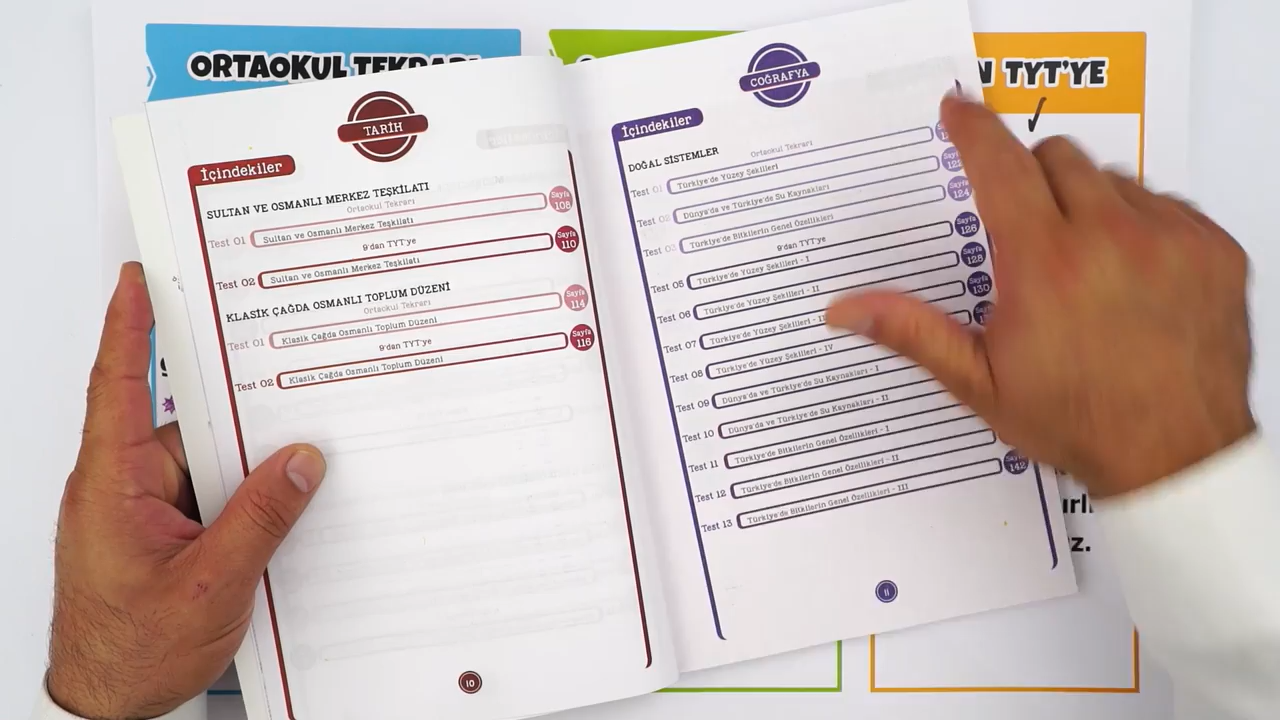 ORTAOKUL TEKRARI
N TYT'YE
TARİH
İçindekiler
SULTAN VE OSMANLI MERKEZ TEŞKİLATI
Ortaokul Tekrarı
Test 01 Sultan ve Osmanlı Merkez Teşkilatı Sayfa 108
9'dan TYT'ye
Test 02 Sultan ve Osmanlı Merkez Teşkilatı Sayfa 110
KLASİK ÇAĞDA OSMANLI TOPLUM DÜZENİ
Ortaokul Tekrarı
Test 01 Klasik Çağda Osmanlı Toplum Düzeni Sayfa 114
9'dan TYT'ye
Test 02 Klasik Çağda Osmanlı Toplum Düzeni Sayfa 116
10
COĞRAFYA
İçindekiler
DOĞAL SİSTEMLER
Ortaokul Tekrarı
Test 01 Türkiye'de Yüzey Şekilleri
Test 02 Dünya'da ve Türkiye'de Su Kaynakları Sayfa 122
Test 03 Türkiye'de Bitkilerin Genel Özellikleri Sayfa 124
9'dan TYT'ye
Test 05 Türkiye'de Yüzey Şekilleri - I Sayfa 126
Test 06 Türkiye'de Yüzey Şekilleri - II Sayfa 128
Test 07 Türkiye'de Yüzey Şekilleri - Sayfa 130
Test 08 Türkiye'de Yüzey Şekilleri - IV
Test 09 Dünya'da ve Türkiye'de Su Kaynakları - I
Test 10 Dünya'da ve Türkiye'de Su Kaynakları - II
Test 11 Türkiye'de Bitkilerin Genel Özellikleri - I
Test 12 Türkiye'de Bitkilerin Genel Özellikleri - II
Test 13 Türkiye'de Bitkilerin Genel Özellikleri - III Sayfa 142
11
z.